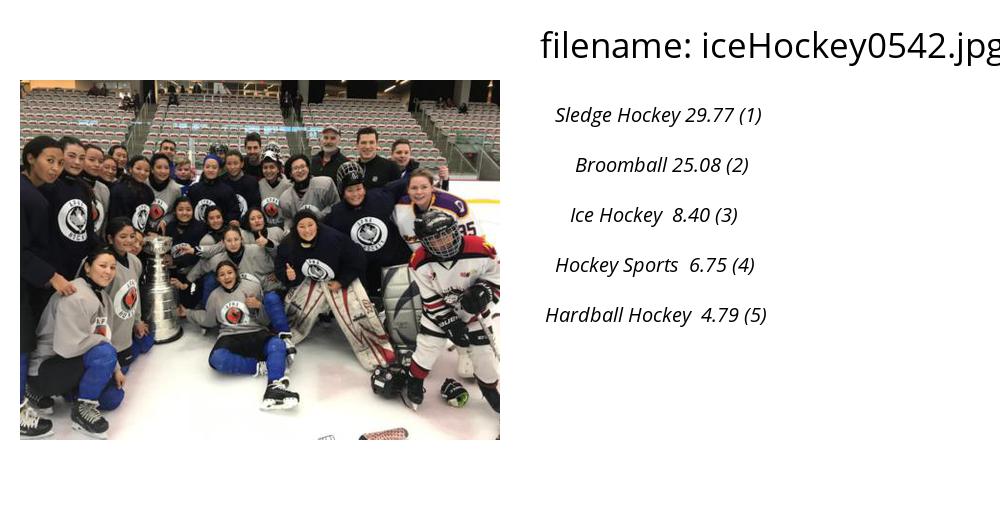 filename: iceHockey0542.jpg
Sledge Hockey 29.77 (1)
Broomball 25.08 (2)
Ice Hockey 8.40 (3)
Hockey Sports 6.75 (4)
Hardball Hockey 4.79 (5)